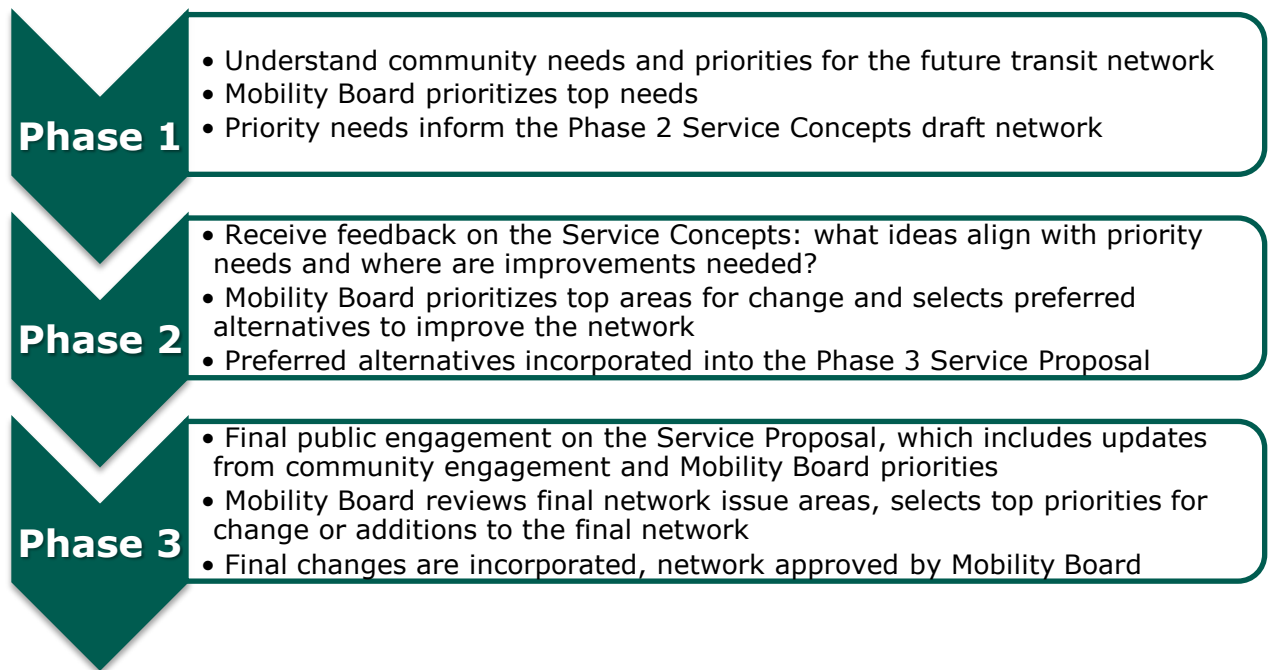 Phase 1
• Understand community needs and priorities for the future transit network
• Mobility Board prioritizes top needs
• Priority needs inform the Phase 2 Service Concepts draft network
Phase 2
• Receive feedback on the Service Concepts: what ideas align with priority
needs and where are improvements needed?
• Mobility Board prioritizes top areas for change and selects preferred
alternatives to improve the network
• Preferred alternatives incorporated into the Phase 3 Service Proposal
Phase 3
• Final public engagement on the Service Proposal, which includes updates
from community engagement and Mobility Board priorities
• Mobility Board reviews final network issue areas, selects top priorities for
change or additions to the final network
• Final changes are incorporated, network approved by Mobility Board